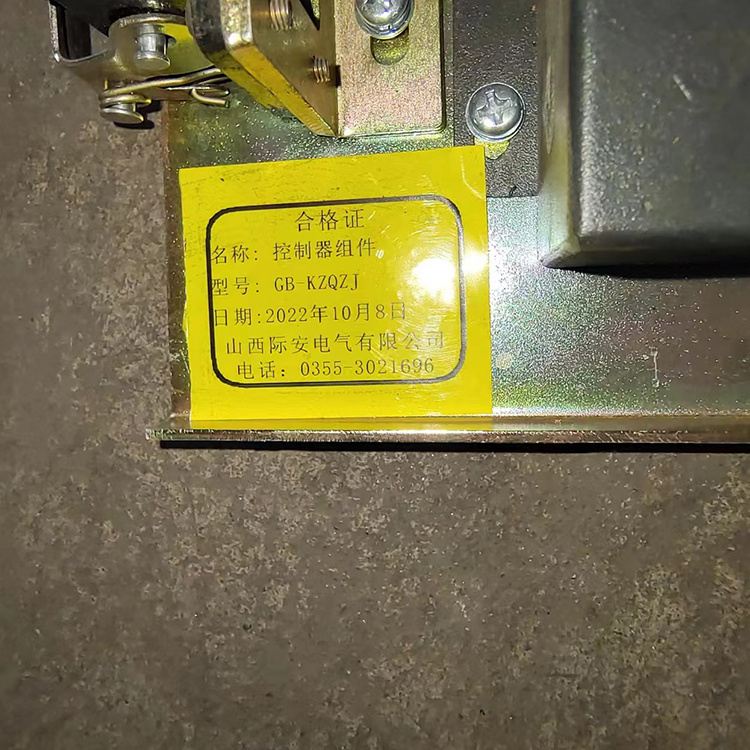 合格证
名称: 控制器组件
型号: GB-KZQZJ
日期:2022年10月8日
山西际安电气有限公司
电话: 0355-3021696